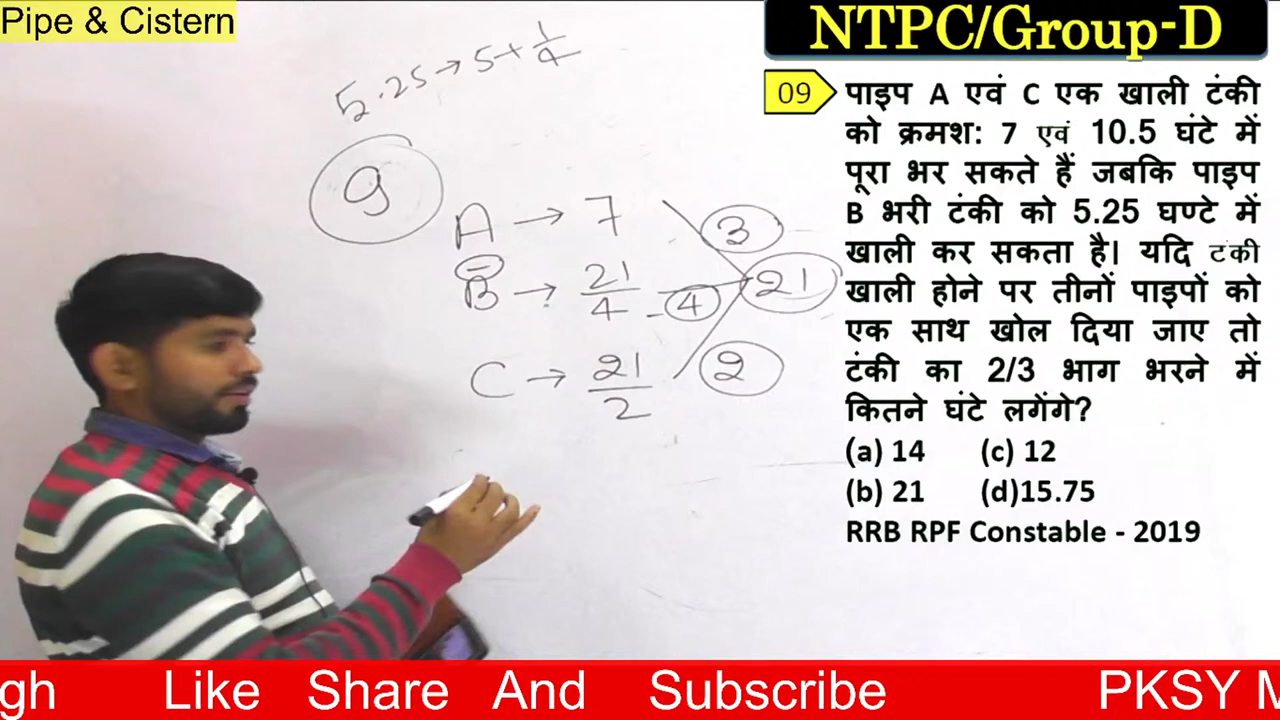 Pipe & Cistern
NTPC/Group-D
5.25→5+1/4
9
A → 7
3
B → 21/4 - 4
21
C → 21/2
2
09
पाइप A एवं C एक खाली टंकी
को क्रमश: 7 एवं 10.5 घंटे में
पूरा भर सकते हैं जबकि पाइप
B भरी टंकी को 5.25 घण्टे में
खाली कर सकता है। यदि टंकी
खाली होने पर तीनों पाइपों को
एक साथ खोल दिया जाए तो
टंकी का 2/3 भाग भरने में
कितने घंटे लगेंगे?
(a) 14 (c) 12
(b) 21 (d)15.75
RRB RPF Constable - 2019
gh Like Share And Subscribe PKSY M